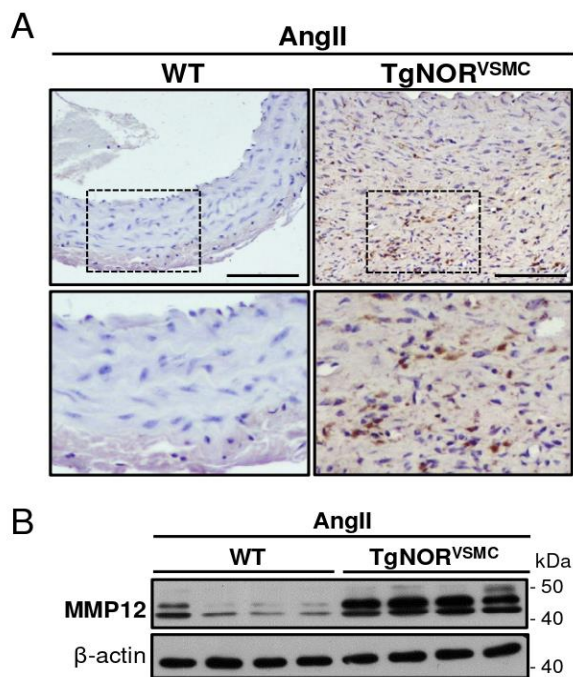 A
AngII
WT TgNORVSMC
B
AngII
WT TgNORVSMC kDa
MMP12 - 50
- 40
β-actin - 40